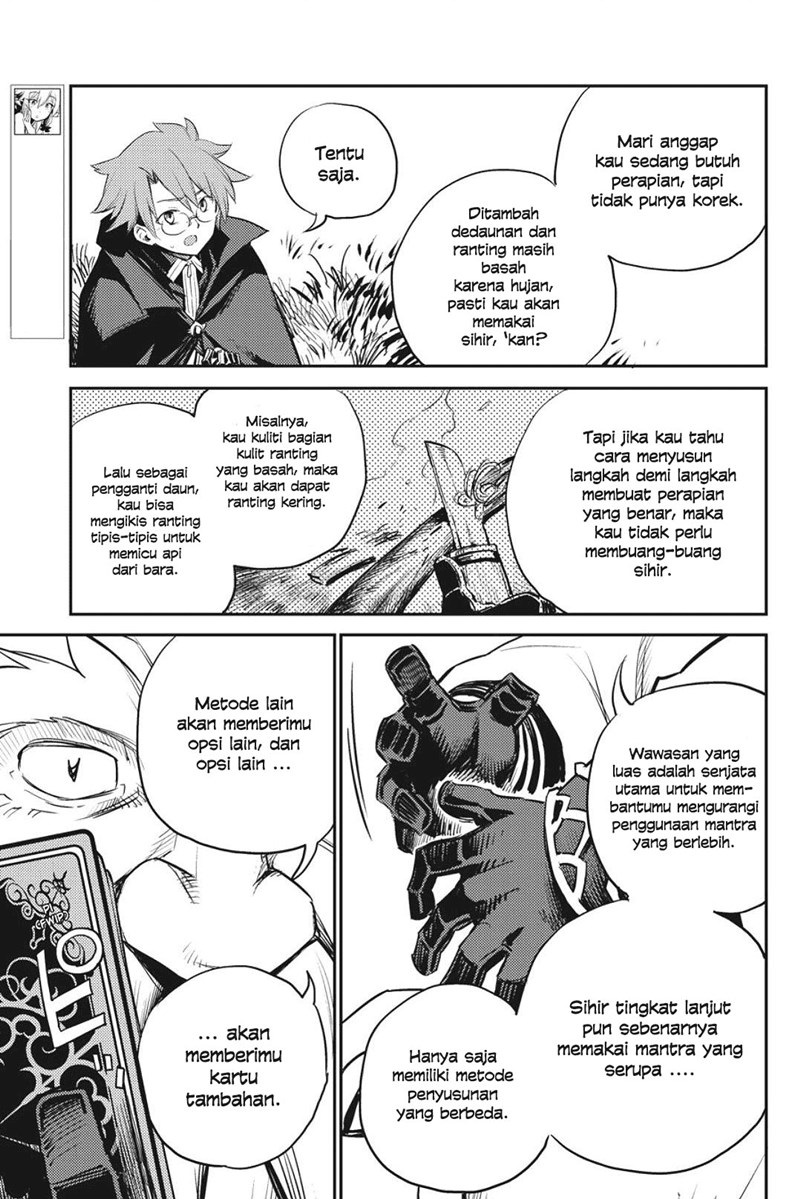 Mari anggap
kau sedang butuh
perapian, tapi
tidak punya korek.
Ditambah
dedaunan dan
ranting masih
basah
karena hujan,
pasti kau akan
memakai
sihir, 'kan?
Tentu
saja.
Tapi jika kau tahu
cara menyusun
langkah demi langkah
membuat perapian
yang benar, maka
kau tidak perlu
membuang-buang
sihir.
Misalnya,
kau kuliti bagian
kulit ranting
yang basah, maka
kau akan dapat
ranting kering.
Lalu sebagai
pengganti daun,
kau bisa
mengikis ranting
tipis-tipis untuk
memicu api
dari bara.
Wawasan yang
luas adalah senjata
utama untuk mem-
bantumu mengurangi
penggunaan mantra
yang berlebih.
Sihir tingkat lanjut
pun sebenarnya
memakai mantra yang
serupa ....
Hanya saja
memiliki metode
penyusunan
yang berbeda.
Metode lain
akan memberimu
opsi lain, dan
opsi lain ...
... akan
memberimu
kartu
tambahan.